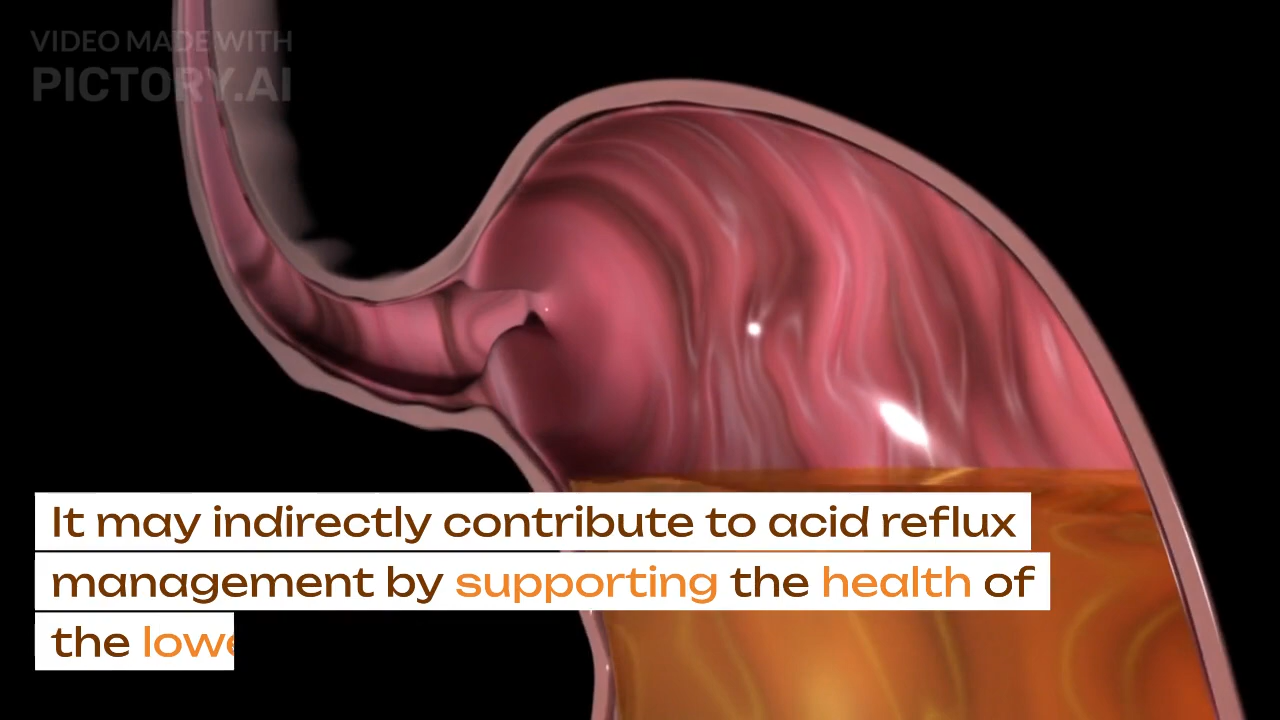 VIDEO MADE WITH
PICTORY.AI
It may indirectly contribute to acid reflux
management by supporting the health of
the